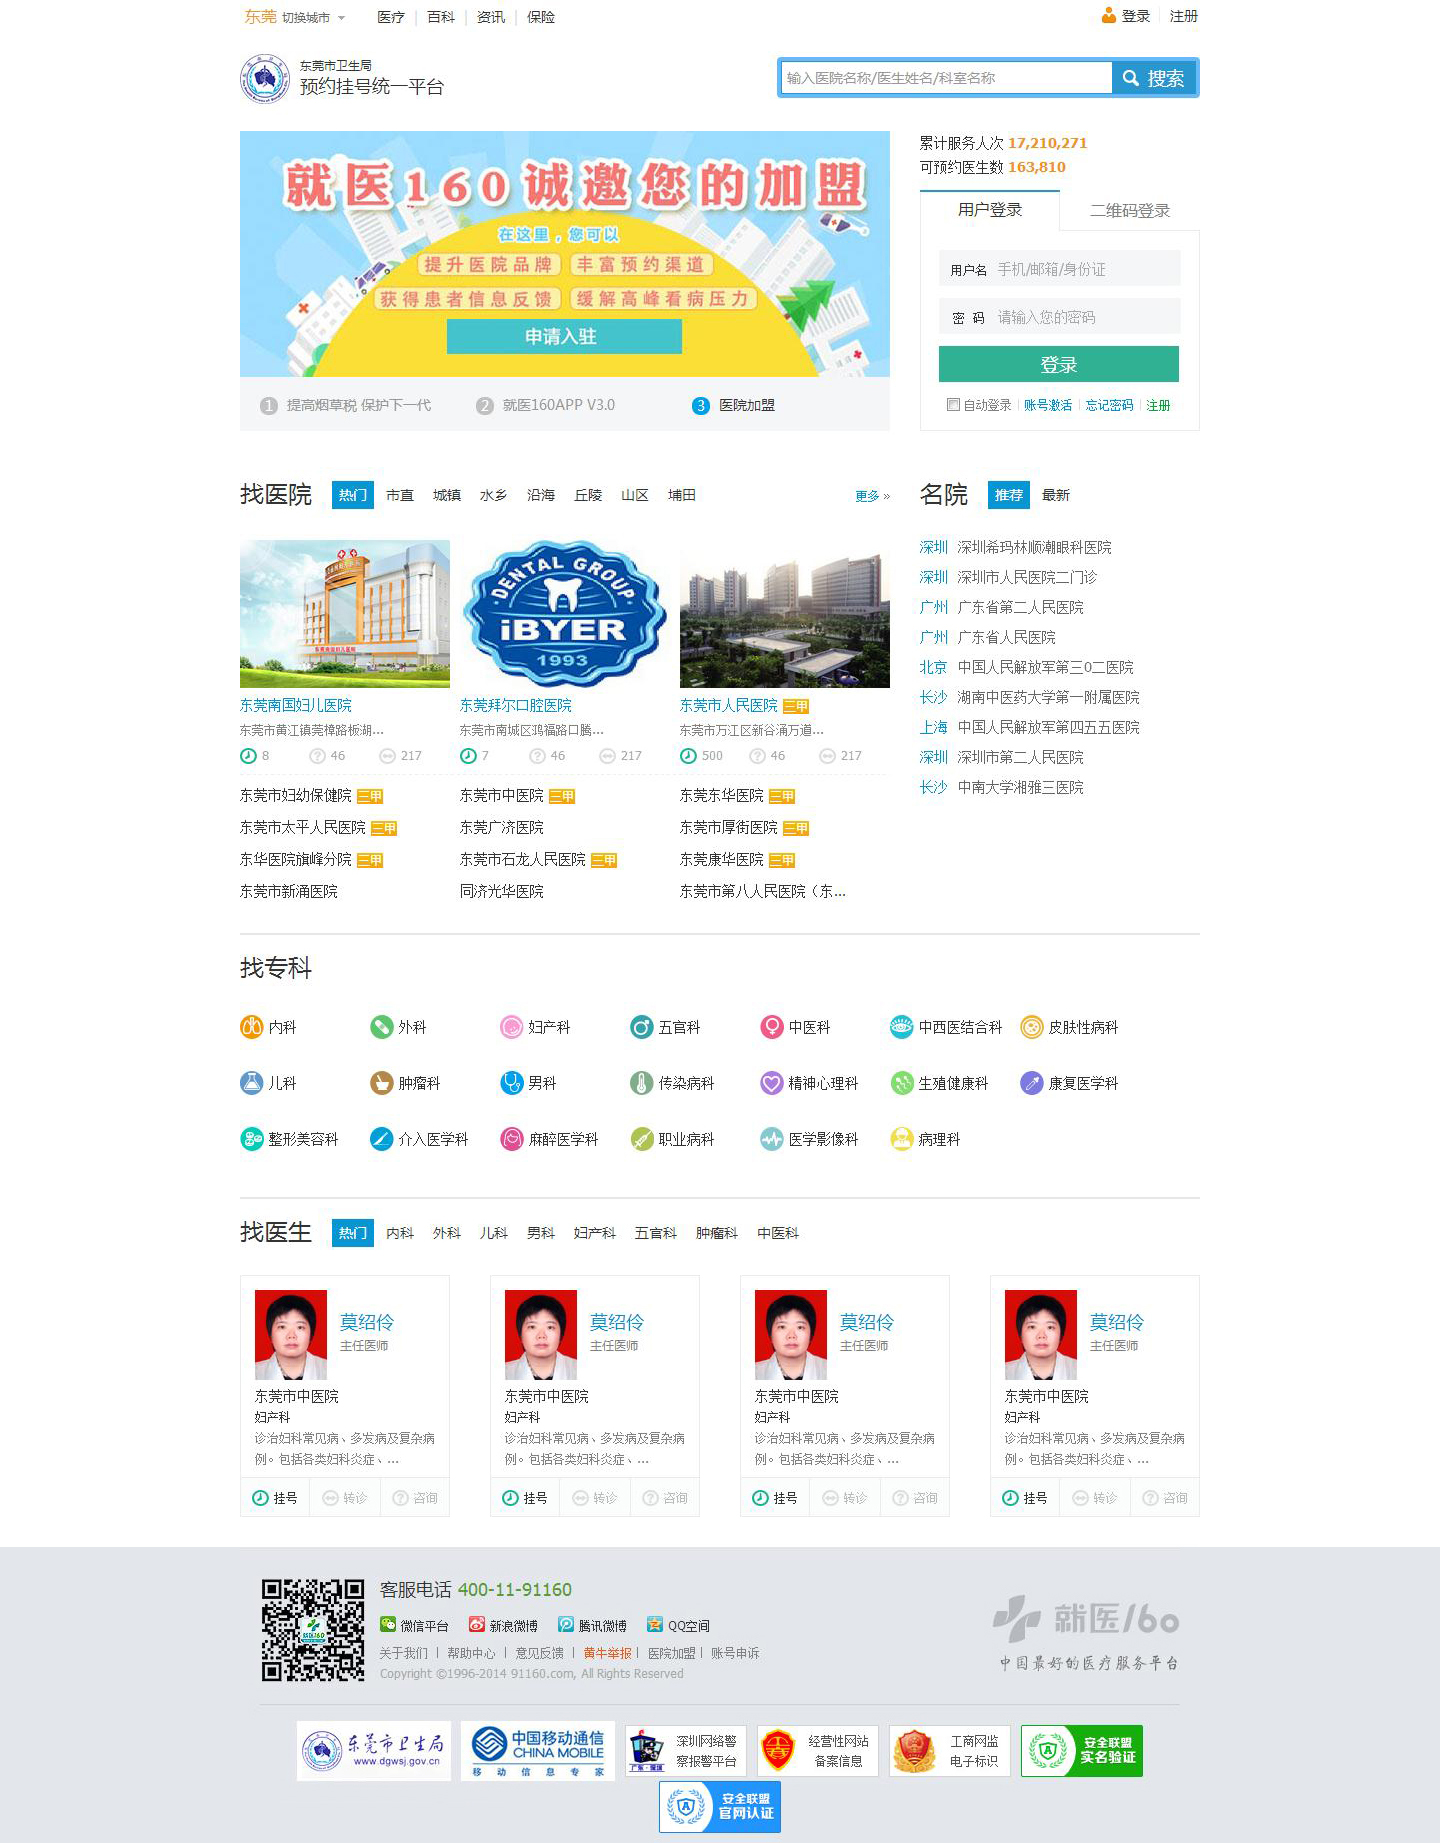 东莞 切换城市 医疗 百科 资讯 保险 登录 注册
东莞市卫生局
预约挂号统一平台
输入医院名称/医生姓名/科室名称 搜索
就医160诚邀您的加盟
在这里，您可以
提升医院品牌 丰富预约渠道
获得患者信息反馈 缓解高峰看病压力
申请入驻
1 提高烟草税 保护下一代 2 就医160APP V3.0 3 医院加盟
累计服务人次 17,210,271
可预约医生数 163,810
用户登录 二维码登录
用户名 手机/邮箱/身份证
密 码 请输入您的密码
登录
自动登录 账号激活 忘记密码 注册
找医院 热门 市直 城镇 水乡 沿海 丘陵 山区 埔田 更多 »
DENTAL GROUP
iBYER
1993
东莞南国妇儿医院 东莞拜尔口腔医院 东莞市人民医院 三甲
东莞市黄江镇莞樟路板湖... 东莞市南城区鸿福路口腾... 东莞市万江区新谷涌万道...
8 46 217 7 46 217 500 46 217
东莞市妇幼保健院 三甲 东莞市中医院 三甲 东莞东华医院 三甲
东莞市太平人民医院 三甲 东莞广济医院 东莞市厚街医院 三甲
东华医院旗峰分院 三甲 东莞市石龙人民医院 三甲 东莞康华医院 三甲
东莞市新涌医院 同济光华医院 东莞市第八人民医院（东...
名院 推荐 最新
深圳 深圳希玛林顺潮眼科医院
深圳 深圳市人民医院二门诊
广州 广东省第二人民医院
广州 广东省人民医院
北京 中国人民解放军第三0二医院
长沙 湖南中医药大学第一附属医院
上海 中国人民解放军第四五五医院
深圳 深圳市第二人民医院
长沙 中南大学湘雅三医院
找专科
内科 外科 妇产科 五官科 中医科 中西医结合科 皮肤性病科
儿科 肿瘤科 男科 传染病科 精神心理科 生殖健康科 康复医学科
整形美容科 介入医学科 麻醉医学科 职业病科 医学影像科 病理科
找医生 热门 内科 外科 儿科 男科 妇产科 五官科 肿瘤科 中医科
莫绍伶 莫绍伶 莫绍伶 莫绍伶
主任医师 主任医师 主任医师 主任医师
东莞市中医院 东莞市中医院 东莞市中医院 东莞市中医院
妇产科 妇产科 妇产科 妇产科
诊治妇科常见病、多发病及复杂病 诊治妇科常见病、多发病及复杂病 诊治妇科常见病、多发病及复杂病 诊治妇科常见病、多发病及复杂病
例。包括各类妇科炎症、... 例。包括各类妇科炎症、... 例。包括各类妇科炎症、... 例。包括各类妇科炎症、...
挂号 转诊 咨询 挂号 转诊 咨询 挂号 转诊 咨询 挂号 转诊 咨询
客服电话 400-11-91160
微信平台 新浪微博 腾讯微博 QQ空间
关于我们 | 帮助中心 | 意见反馈 | 黄牛举报 | 医院加盟 | 账号申诉
Copyright ©1996-2014 91160.com, All Rights Reserved
就医160
中国最好的医疗服务平台
东莞市卫生局
www.dgwsj.gov.cn
中国移动通信
CHINA MOBILE
移动信息专家
深圳网络警
察报警平台
经营性网站
备案信息
工商网监
电子标识
安全联盟
实名验证
安全联盟
官网认证